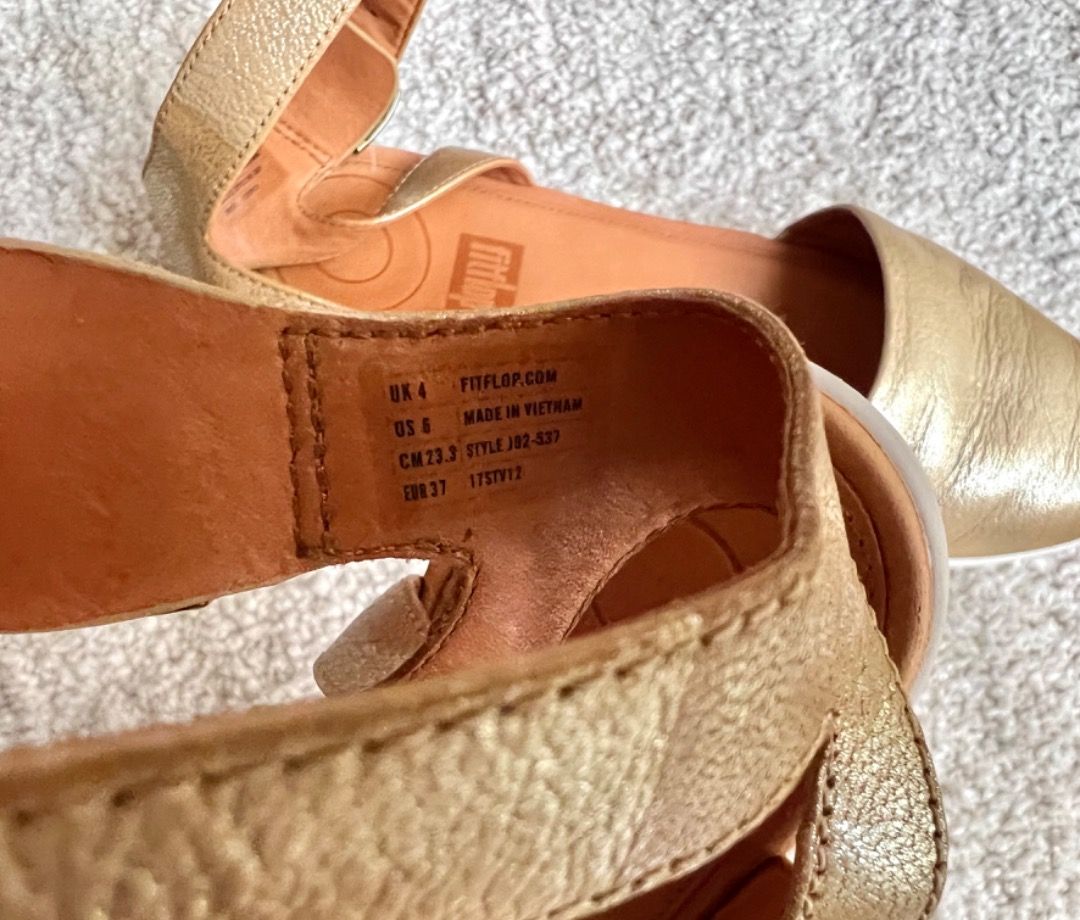 fitflop
UK 4 FITFLOP.COM
US 6 MADE IN VIETNAM
CM 23.3 STYLE J02-537
EUR 37 17STV12